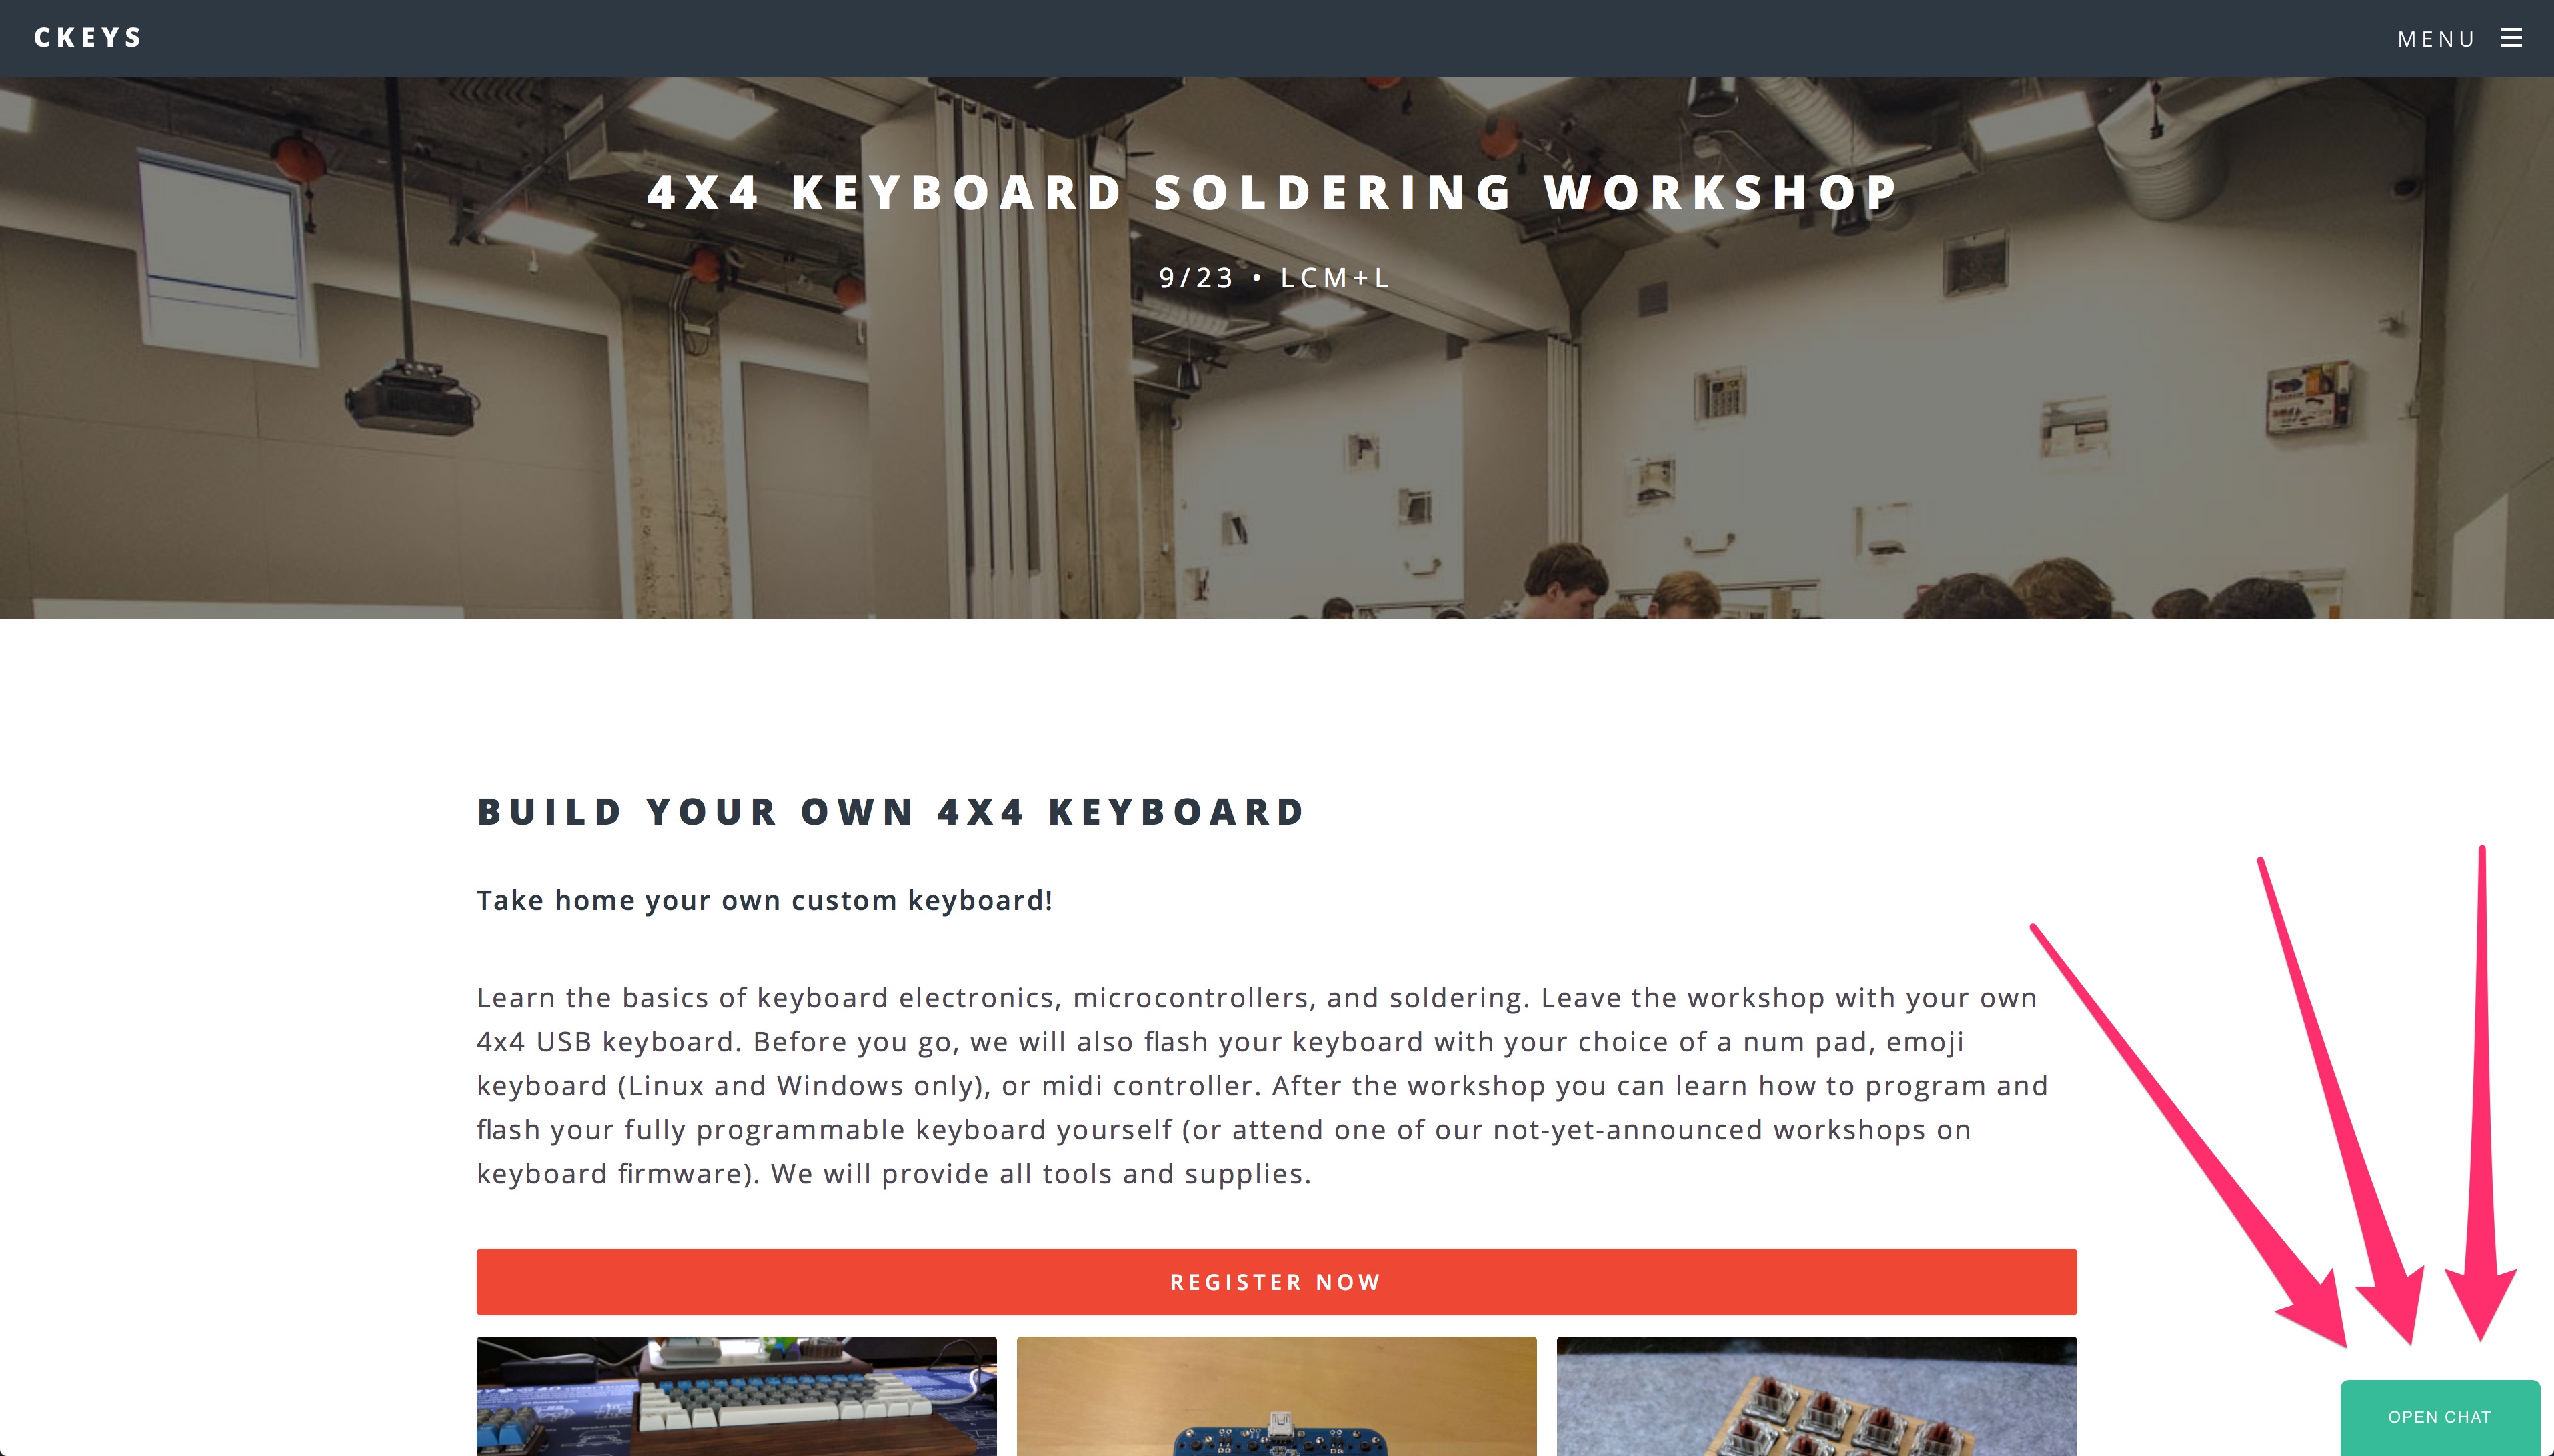 CKEYS
MENU
4X4 KEYBOARD SOLDERING WORKSHOP
9/23 • LCM+L
BUILD YOUR OWN 4X4 KEYBOARD
Take home your own custom keyboard!
Learn the basics of keyboard electronics, microcontrollers, and soldering. Leave the workshop with your own
4x4 USB keyboard. Before you go, we will also flash your keyboard with your choice of a num pad, emoji
keyboard (Linux and Windows only), or midi controller. After the workshop you can learn how to program and
flash your fully programmable keyboard yourself (or attend one of our not-yet-announced workshops on
keyboard firmware). We will provide all tools and supplies.
REGISTER NOW
OPEN CHAT